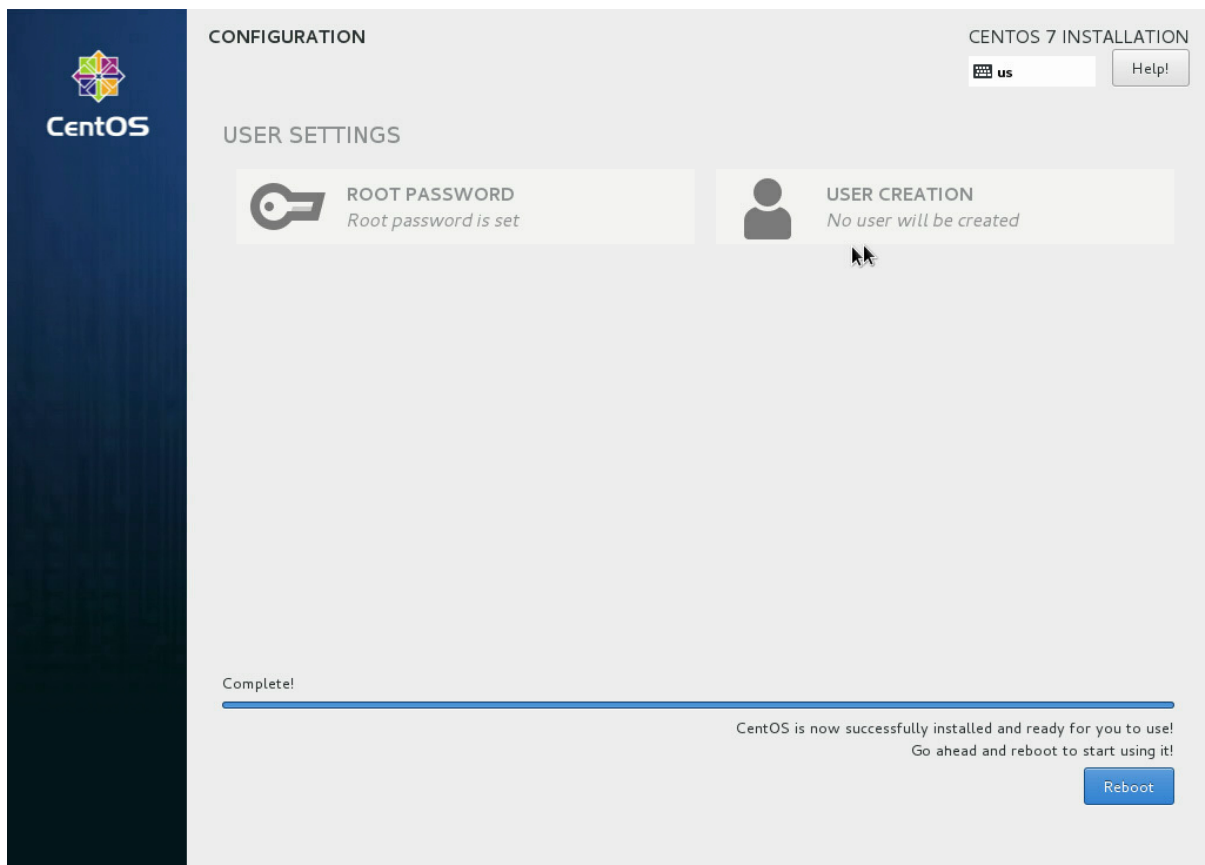 CentOS
CONFIGURATION
CENTOS 7 INSTALLATION
us
Help!
USER SETTINGS
ROOT PASSWORD
Root password is set
USER CREATION
No user will be created
Complete!
CentOS is now successfully installed and ready for you to use!
Go ahead and reboot to start using it!
Reboot